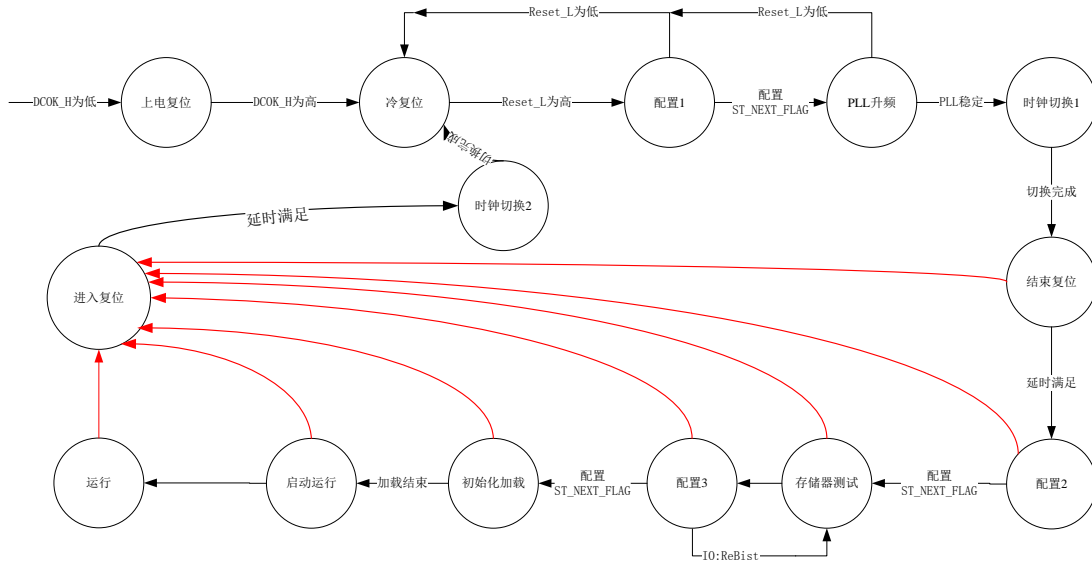 Reset_L为低
Reset_L为低
DCOK_H为低
上电复位
DCOK_H为高
冷复位
Reset_L为高
配置1
配置
ST_NEXT_FLAG
PLL升频
PLL稳定
时钟切换1
切换完成
延时满足
时钟切换2
切换完成
进入复位
结束复位
延时满足
运行
启动运行
加载结束
初始化加载
配置
ST_NEXT_FLAG
配置3
存储器测试
配置
ST_NEXT_FLAG
配置2
IO:ReBist